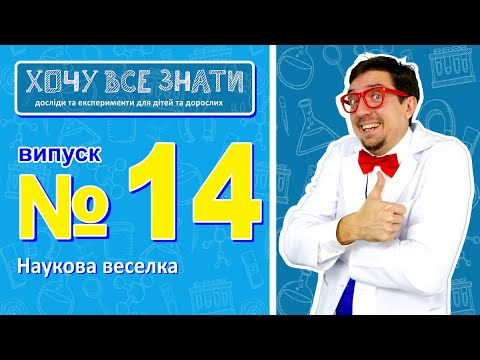 ХОЧУ ВСЕ ЗНАТИ
досліди та експерименти для дітей та дорослих
випуск
№ 14
Наукова веселка